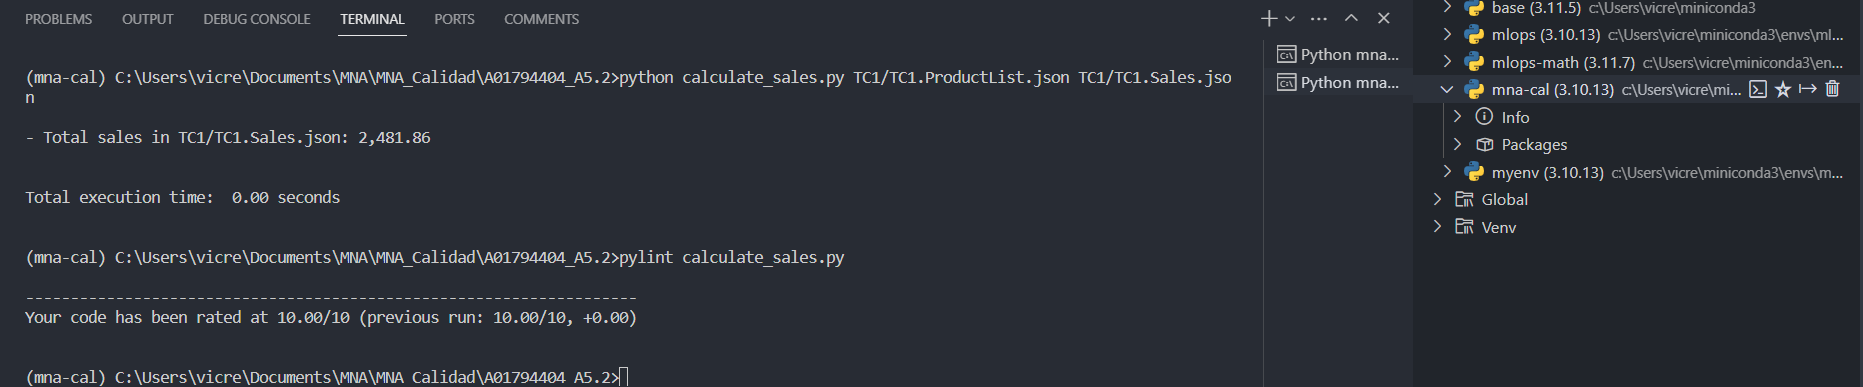 PROBLEMS OUTPUT DEBUG CONSOLE TERMINAL PORTS COMMENTS
(mna-cal) C:\Users\vicre\Documents\MNA\MNA_Calidad\A01794404_A5.2>python calculate_sales.py TC1/TC1.ProductList.json TC1/TC1.Sales.jso
n
- Total sales in TC1/TC1.Sales.json: 2,481.86
Total execution time:  0.00 seconds
(mna-cal) C:\Users\vicre\Documents\MNA\MNA_Calidad\A01794404_A5.2>pylint calculate_sales.py
------------------------------------------------------------------
Your code has been rated at 10.00/10 (previous run: 10.00/10, +0.00)
(mna-cal) C:\Users\vicre\Documents\MNA\MNA_Calidad\A01794404_A5.2>
Python mna...
Python mna...
base (3.11.5) c:\Users\vicre\miniconda3
mlops (3.10.13) c:\Users\vicre\miniconda3\envs\ml...
mlops-math (3.11.7) c:\Users\vicre\miniconda3\en...
mna-cal (3.10.13) c:\Users\vicre\mi...
Info
Packages
myenv (3.10.13) c:\Users\vicre\miniconda3\envs\m...
Global
Venv